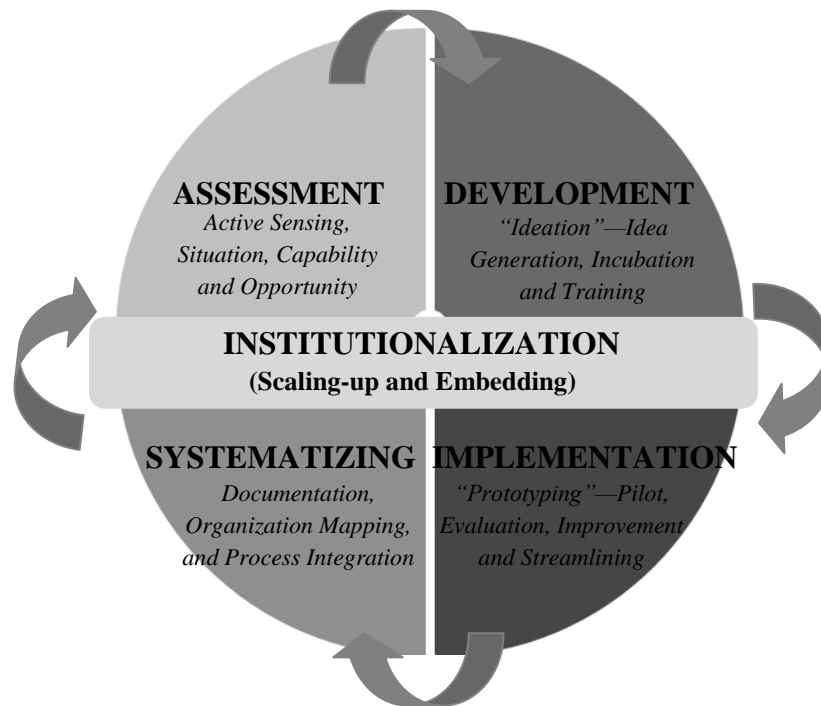 ASSESSMENT
Active Sensing,
Situation, Capability
and Opportunity
DEVELOPMENT
“Ideation”—Idea
Generation, Incubation
and Training
INSTITUTIONALIZATION
(Scaling-up and Embedding)
SYSTEMATIZING
Documentation,
Organization Mapping,
and Process Integration
IMPLEMENTATION
“Prototyping”—Pilot,
Evaluation, Improvement
and Streamlining